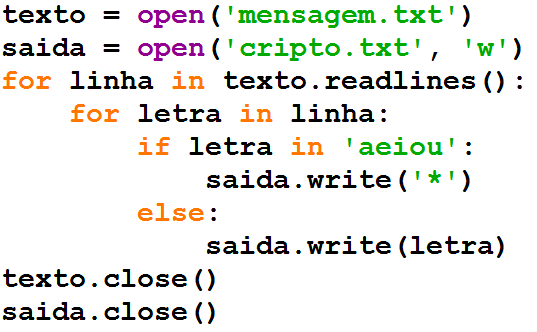 texto = open('mensagem.txt')
saida = open('cripto.txt', 'w')
for linha in texto.readlines():
    for letra in linha:
        if letra in 'aeiou':
            saida.write('*')
        else:
            saida.write(letra)
texto.close()
saida.close()